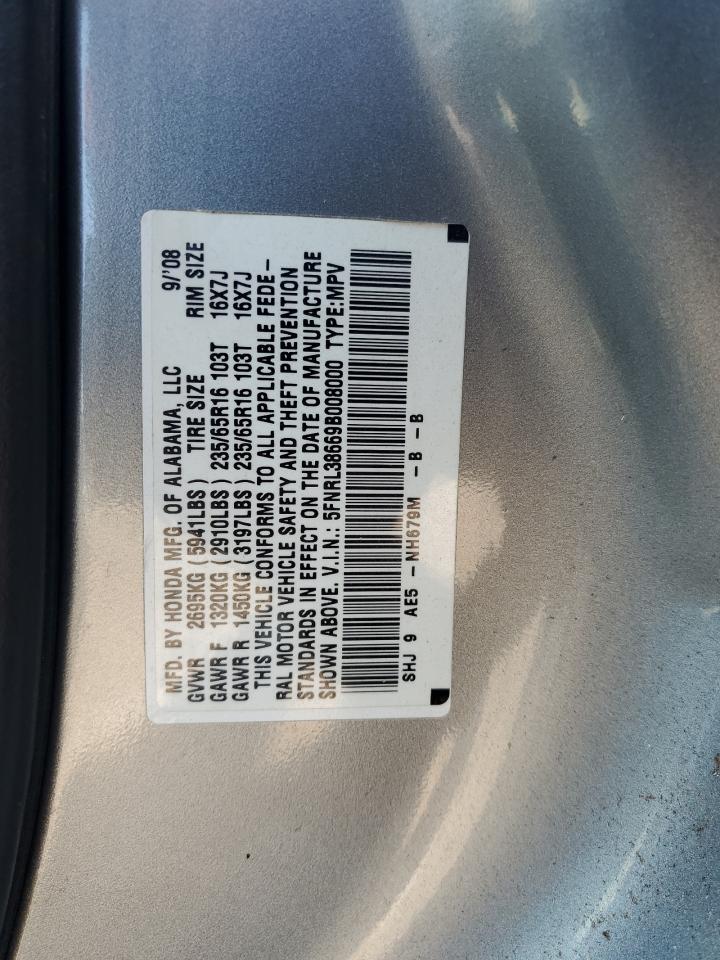 MFD. BY HONDA MFG. OF ALABAMA, LLC 9/'08
GVWR 2695KG (5941LBS) TIRE SIZE RIM SIZE
GAWR F 1320KG (2910LBS) 235/65R16 103T 16X7J
GAWR R 1450KG (3197LBS) 235/65R16 103T 16X7J
THIS VEHICLE CONFORMS TO ALL APPLICABLE FEDE-
RAL MOTOR VEHICLE SAFETY AND THEFT PREVENTION
STANDARDS IN EFFECT ON THE DATE OF MANUFACTURE
SHOWN ABOVE. V.I.N.: 5FNRL38669B008000 TYPE:MPV
SHJ 9 AE5 - NH679M - B - B